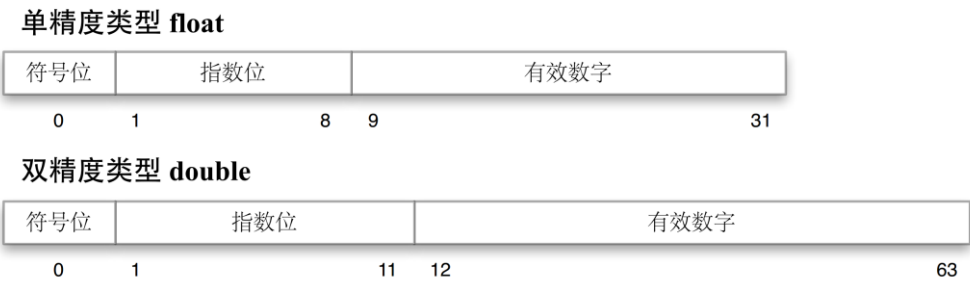 单精度类型 float
符号位 指数位 有效数字
0 1 8 9 31
双精度类型 double
符号位 指数位 有效数字
0 1 11 12 63